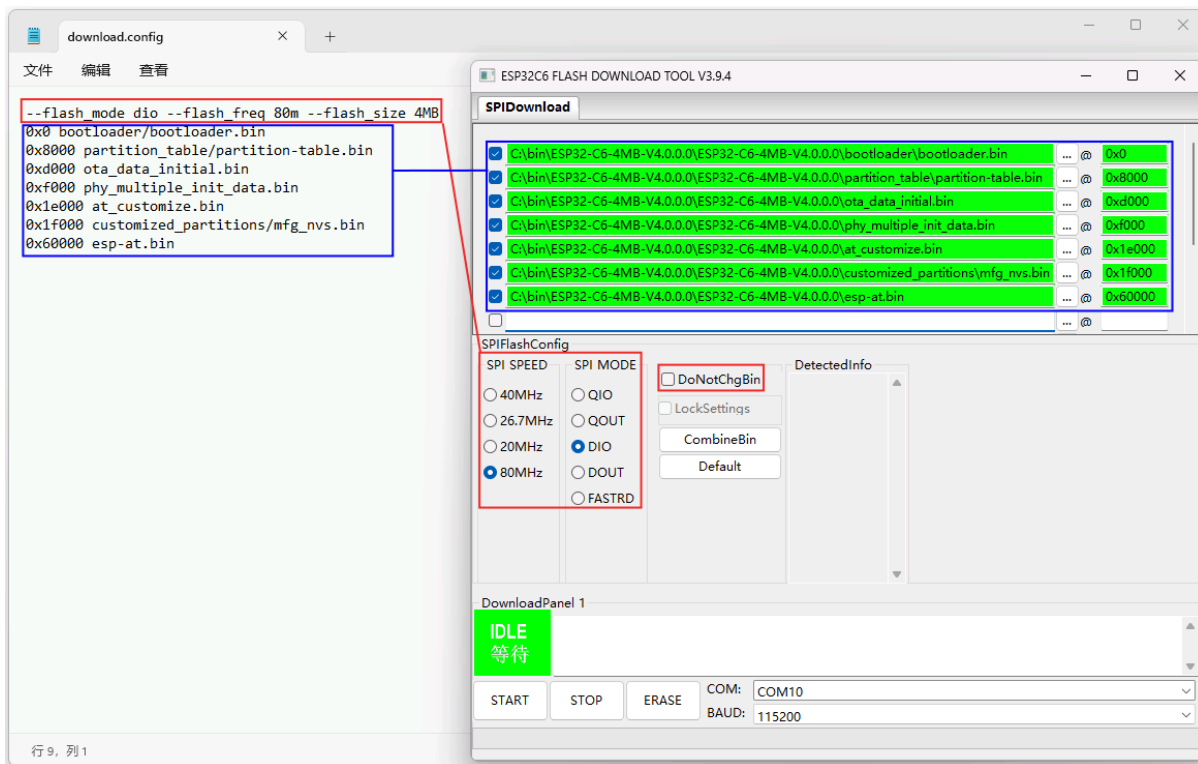 download.config
文件 编辑 查看
--flash_mode dio --flash_freq 80m --flash_size 4MB
0x0 bootloader/bootloader.bin
0x8000 partition_table/partition-table.bin
0xd000 ota_data_initial.bin
0xf000 phy_multiple_init_data.bin
0x1e000 at_customize.bin
0x1f000 customized_partitions/mfg_nvs.bin
0x60000 esp-at.bin
行 9, 列 1
ESP32C6 FLASH DOWNLOAD TOOL V3.9.4
SPIDownload
C:\bin\ESP32-C6-4MB-V4.0.0.0\ESP32-C6-4MB-V4.0.0.0\bootloader\bootloader.bin ... @ 0x0
C:\bin\ESP32-C6-4MB-V4.0.0.0\ESP32-C6-4MB-V4.0.0.0\partition_table\partition-table.bin ... @ 0x8000
C:\bin\ESP32-C6-4MB-V4.0.0.0\ESP32-C6-4MB-V4.0.0.0\ota_data_initial.bin ... @ 0xd000
C:\bin\ESP32-C6-4MB-V4.0.0.0\ESP32-C6-4MB-V4.0.0.0\phy_multiple_init_data.bin ... @ 0xf000
C:\bin\ESP32-C6-4MB-V4.0.0.0\ESP32-C6-4MB-V4.0.0.0\at_customize.bin ... @ 0x1e000
C:\bin\ESP32-C6-4MB-V4.0.0.0\ESP32-C6-4MB-V4.0.0.0\customized_partitions\mfg_nvs.bin ... @ 0x1f000
C:\bin\ESP32-C6-4MB-V4.0.0.0\ESP32-C6-4MB-V4.0.0.0\esp-at.bin ... @ 0x60000
... @
SPIFlashConfig
SPI SPEED
40MHz
26.7MHz
20MHz
80MHz
SPI MODE
QIO
QOUT
DIO
DOUT
FASTRD
DoNotChgBin
LockSettings
CombineBin
Default
DetectedInfo
DownloadPanel 1
IDLE
等待
START STOP ERASE
COM: COM10
BAUD: 115200